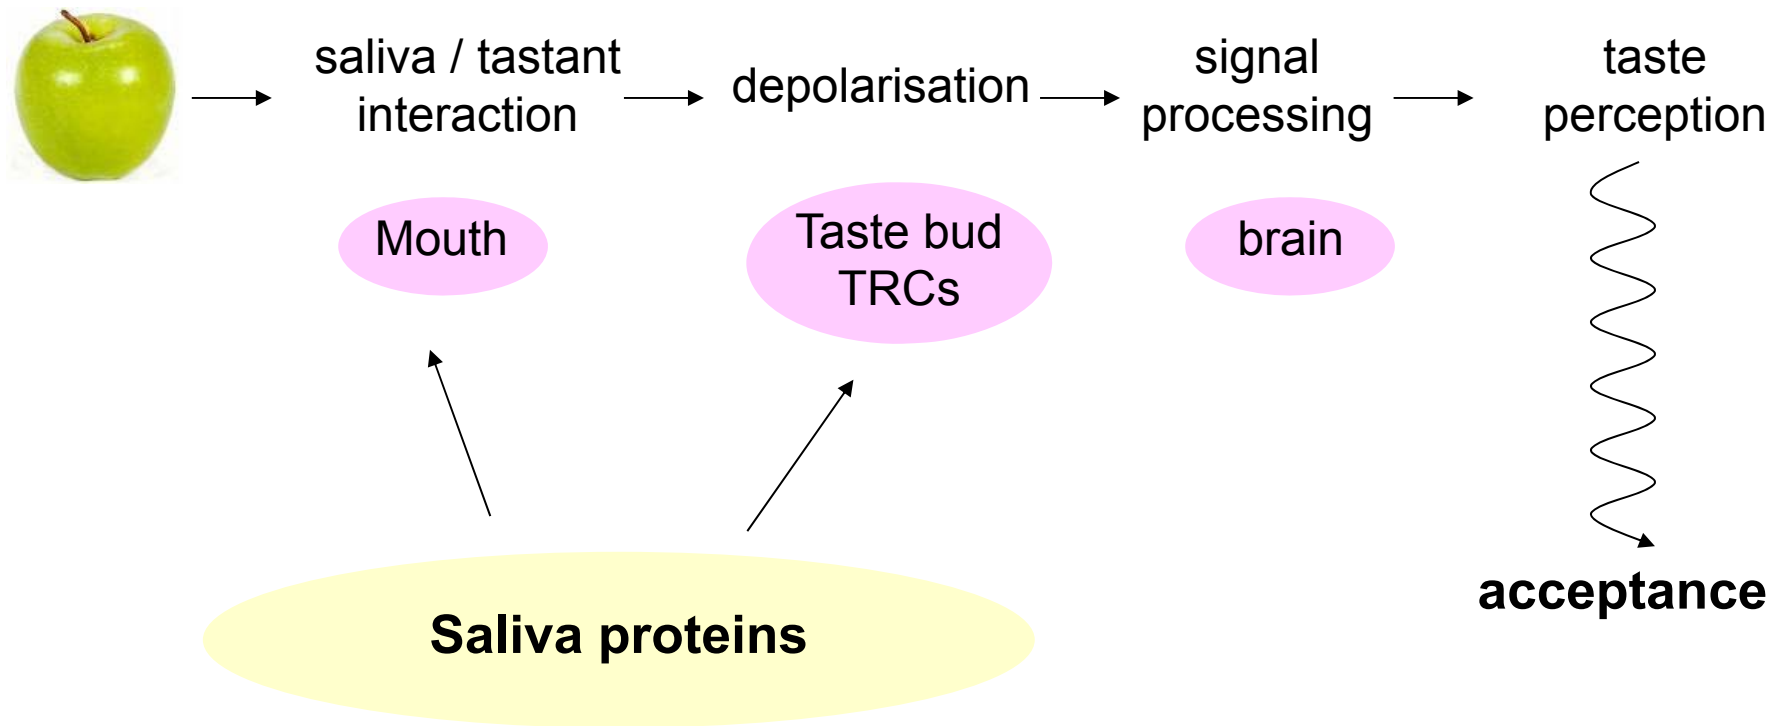 saliva / tastant
interaction
depolarisation
signal
processing
taste
perception
Mouth
Taste bud
TRCs
brain
Saliva proteins
acceptance